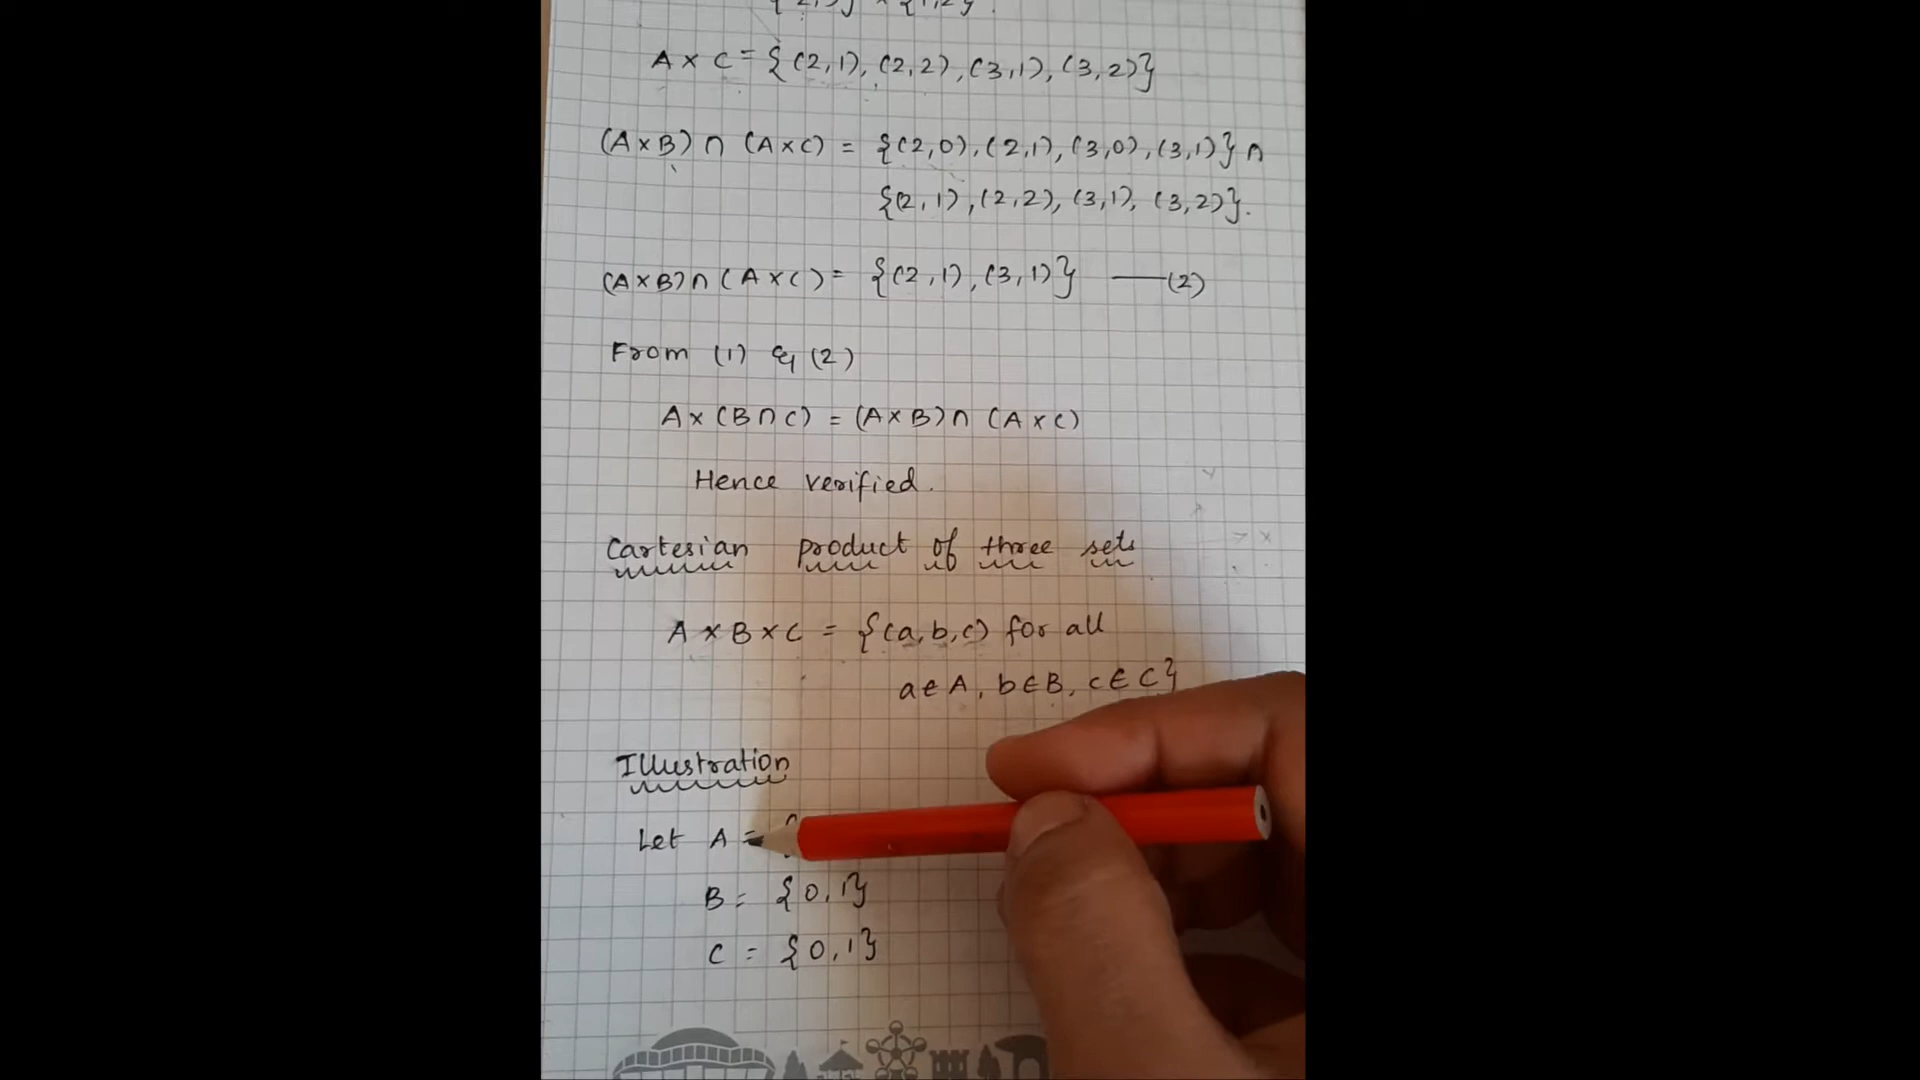 A × C = {(2,1), (2,2), (3,1), (3,2)}
(A×B) ∩ (A×C) = {(2,0), (2,1), (3,0), (3,1)} ∩
{(2,1), (2,2), (3,1), (3,2)}.
(A×B) ∩ (A×C) = {(2,1), (3,1)} —(2)
From (1) & (2)
A × (B∩C) = (A×B) ∩ (A×C)
Hence verified.
Cartesian product of three sets
A × B × C = {(a,b,c) for all
a∈A, b∈B, c∈C}
Illustration
Let A =
B = {0,1}
C = {0,1}